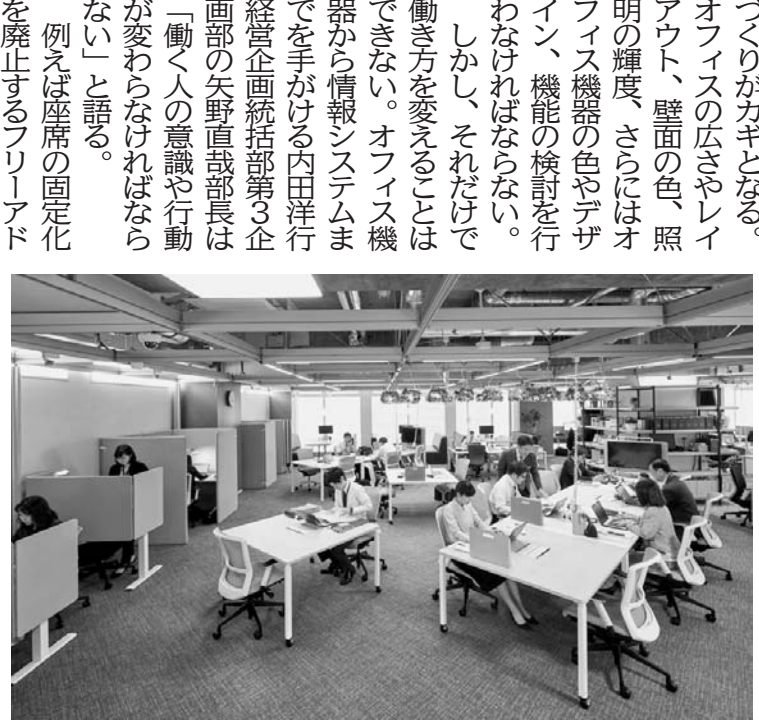 づくりがカギとなる。
オフィスの広さやレイ
アウト、壁面の色、照
明の輝度、さらにはオ
フィス機器の色やデザ
イン、機能の検討を行
わなければならない。
しかし、それだけで
働き方を変えることは
できない。オフィス機
器から情報システムま
でを手がける内田洋行
経営企画統括部第3企
画部の矢野直哉部長は
「働く人の意識や行動
が変わらなければなら
ない」と語る。
例えば座席の固定化
を廃止するフリーアド